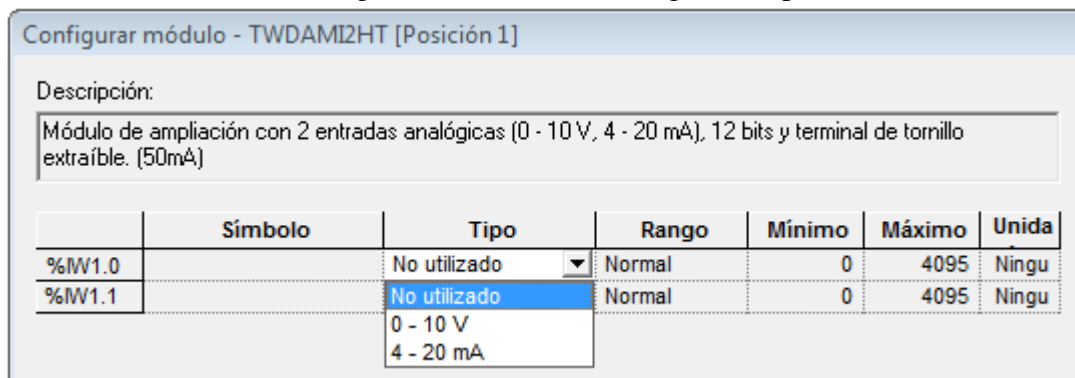 Configurar módulo - TWDAMI2HT [Posición 1]
Descripción:
Módulo de ampliación con 2 entradas analógicas (0 - 10 V, 4 - 20 mA), 12 bits y terminal de tornillo
extraíble. (50mA)
Símbolo Tipo Rango Mínimo Máximo Unida
%IW1.0 No utilizado Normal 0 4095 Ningu
%IW1.1 No utilizado Normal 0 4095 Ningu
0 - 10 V
4 - 20 mA